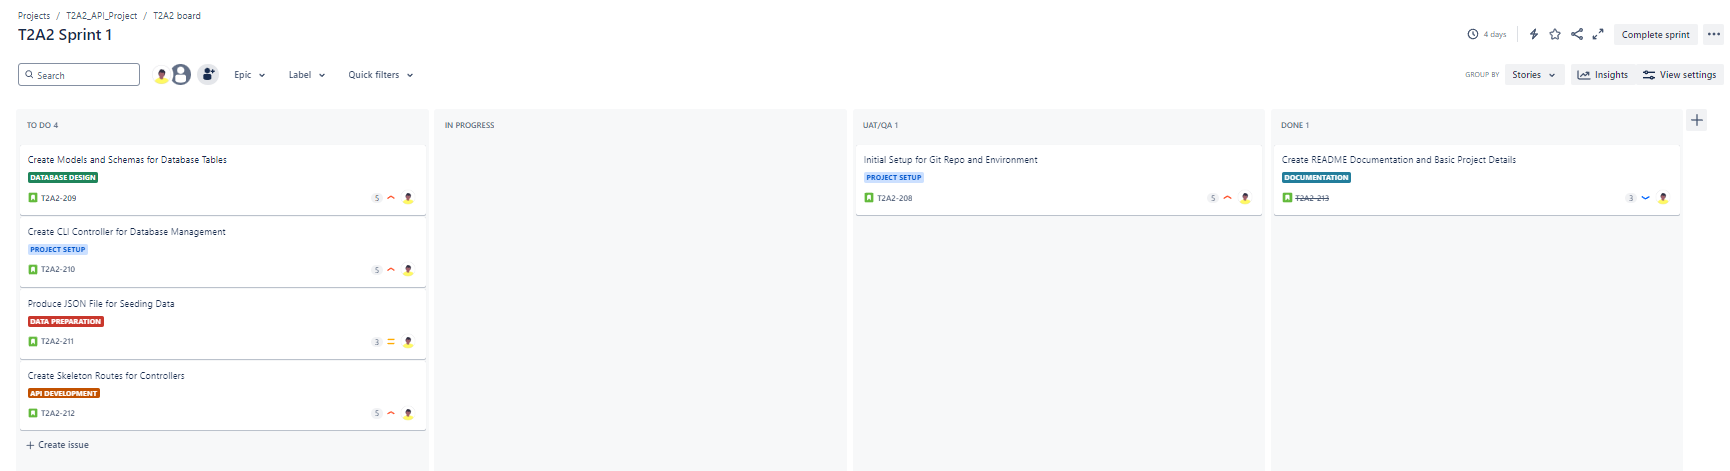 Projects / T2A2_API_Project / T2A2 board
T2A2 Sprint 1
4 days
Complete sprint
Search
Epic
Label
Quick filters
GROUP BY
Stories
Insights
View settings
TO DO 4
Create Models and Schemas for Database Tables
DATABASE DESIGN
T2A2-209
5
Create CLI Controller for Database Management
PROJECT SETUP
T2A2-210
5
Produce JSON File for Seeding Data
DATA PREPARATION
T2A2-211
3
Create Skeleton Routes for Controllers
API DEVELOPMENT
T2A2-212
5
+ Create issue
IN PROGRESS
UAT/QA 1
Initial Setup for Git Repo and Environment
PROJECT SETUP
T2A2-208
5
DONE 1
Create README Documentation and Basic Project Details
DOCUMENTATION
T2A2-213
3